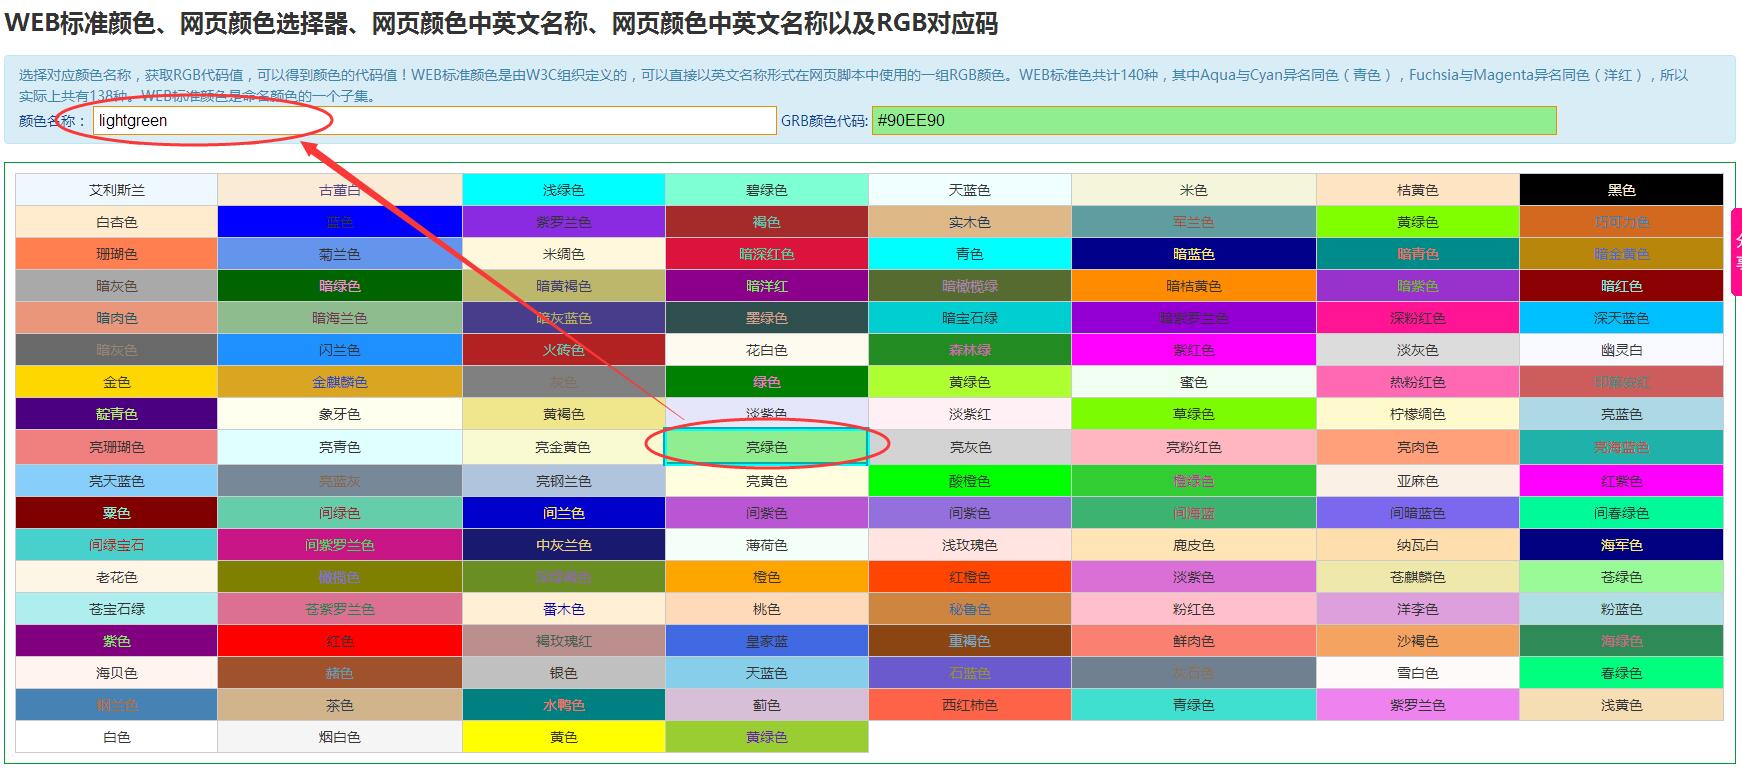 WEB标准颜色、网页颜色选择器、网页颜色中英文名称、网页颜色中英文名称以及RGB对应码
选择对应颜色名称，获取RGB代码值，可以得到颜色的代码值！WEB标准颜色是由W3C组织定义的，可以直接以英文名称形式在网页脚本中使用的一组RGB颜色。WEB标准色共计140种，其中Aqua与Cyan异名同色（青色），Fuchsia与Magenta异名同色（洋红），所以
实际上共有138种。WEB标准颜色是命名颜色的一个子集。
颜色名称： lightgreen GRB颜色代码: #90EE90
艾利斯兰 古董白 浅绿色 碧绿色 天蓝色 米色 桔黄色 黑色
白杏色 蓝色 紫罗兰色 褐色 实木色 军兰色 黄绿色 巧可力色
珊瑚色 菊兰色 米绸色 暗深红色 青色 暗蓝色 暗青色 暗金黄色
暗灰色 暗绿色 暗黄褐色 暗洋红 暗橄榄绿 暗桔黄色 暗紫色 暗红色
暗肉色 暗海兰色 暗灰蓝色 墨绿色 暗宝石绿 暗紫罗兰色 深粉红色 深天蓝色
暗灰色 闪兰色 火砖色 花白色 森林绿 紫红色 淡灰色 幽灵白
金色 金麒麟色 灰色 绿色 黄绿色 蜜色 热粉红色 印第安红
靛青色 象牙色 黄褐色 淡紫色 淡紫红 草绿色 柠檬绸色 亮蓝色
亮珊瑚色 亮青色 亮金黄色 亮绿色 亮灰色 亮粉红色 亮肉色 亮海蓝色
亮天蓝色 亮蓝灰 亮钢兰色 亮黄色 酸橙色 橙绿色 亚麻色 红紫色
粟色 间绿色 间兰色 间紫色 间紫色 间海蓝 间暗蓝色 间春绿色
间绿宝石 间紫罗兰色 中灰兰色 薄荷色 浅玫瑰色 鹿皮色 纳瓦白 海军色
老花色 橄榄色 深绿褐色 橙色 红橙色 淡紫色 苍麒麟色 苍绿色
苍宝石绿 苍紫罗兰色 番木色 桃色 秘鲁色 粉红色 洋李色 粉蓝色
紫色 红色 褐玫瑰红 皇家蓝 重褐色 鲜肉色 沙褐色 海绿色
海贝色 赭色 银色 天蓝色 石蓝色 灰石色 雪白色 春绿色
钢兰色 茶色 水鸭色 蓟色 西红柿色 青绿色 紫罗兰色 浅黄色
白色 烟白色 黄色 黄绿色